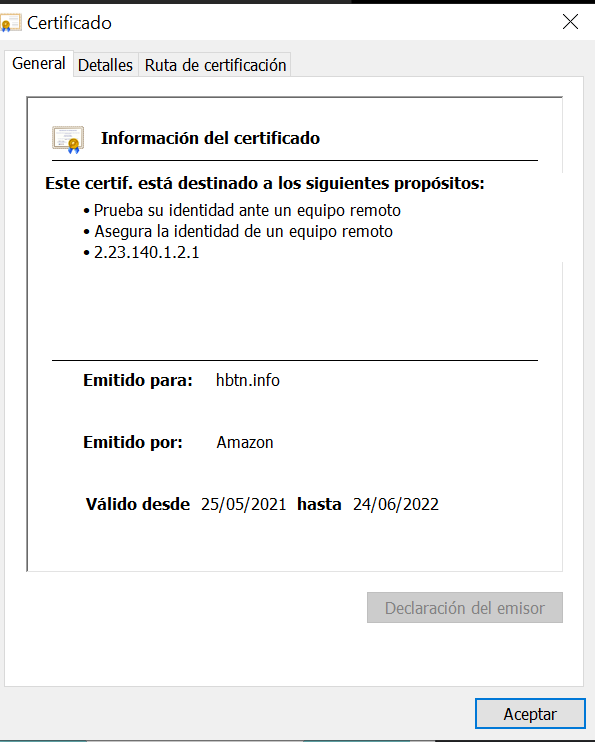 Certificado
General Detalles Ruta de certificación
Información del certificado
Este certif. está destinado a los siguientes propósitos:
• Prueba su identidad ante un equipo remoto
• Asegura la identidad de un equipo remoto
• 2.23.140.1.2.1
Emitido para: hbtn.info
Emitido por: Amazon
Válido desde 25/05/2021 hasta 24/06/2022
Declaración del emisor
Aceptar